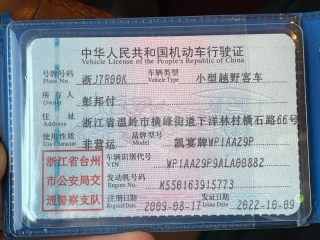 中华人民共和国机动车行驶证
Vehicle License of the People's Republic of China
号牌号码 浙J7R00K 车辆类型 小型越野客车
Plate No. Vehicle Type
所有人 彭邦付
Owner
住址 浙江省温岭市横峰街道下洋林村横石路66号
Address
使用性质 非营运 品牌型号 凯宴牌WP1AA29P
Use Character Model
浙江省台州 车辆识别代号 WP1AA29P9ALA00882
VIN
市公安局交 发动机号码 M550163915773
Engine No.
通警察支队 注册日期 2009-08-17 发证日期 2022-10-09
Register Date Issue Date